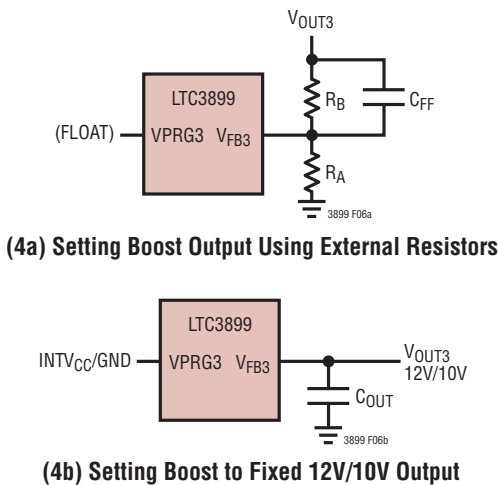 VOUT3
LTC3899
RB
CFF
(FLOAT)
VPRG3
VFB3
RA
3899 F06a
(4a) Setting Boost Output Using External Resistors
LTC3899
INTVCC/GND
VPRG3
VFB3
VOUT3
12V/10V
COUT
3899 F06b
(4b) Setting Boost to Fixed 12V/10V Output